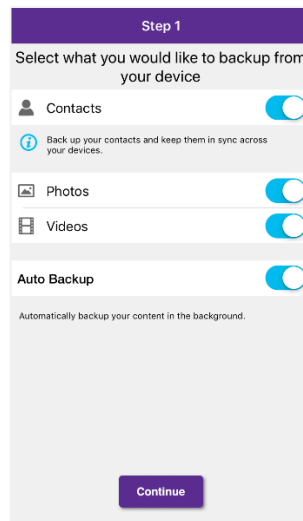 Step 1
Select what you would like to backup from
your device
Contacts
Back up your contacts and keep them in sync across
your devices.
Photos
Videos
Auto Backup
Automatically backup your content in the background.
Continue